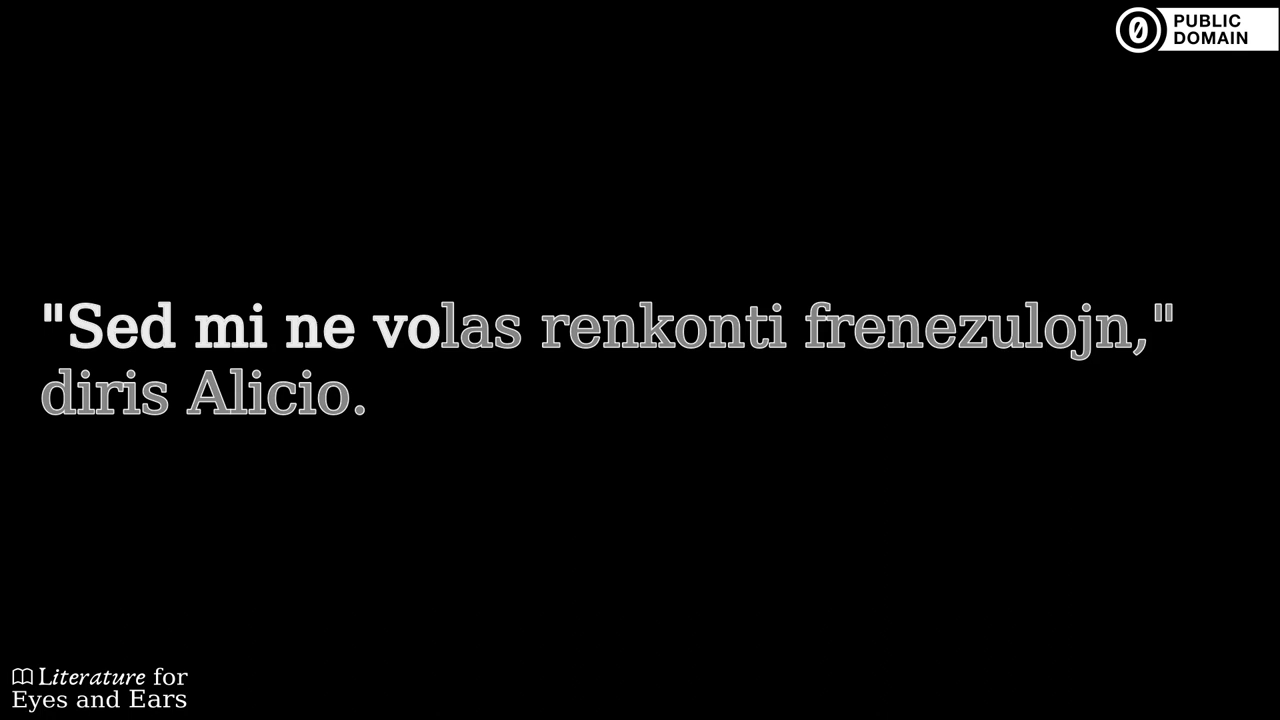 PUBLIC
DOMAIN
"Sed mi ne volas renkonti frenezulojn,"
diris Alicio.
Literature for
Eyes and Ears